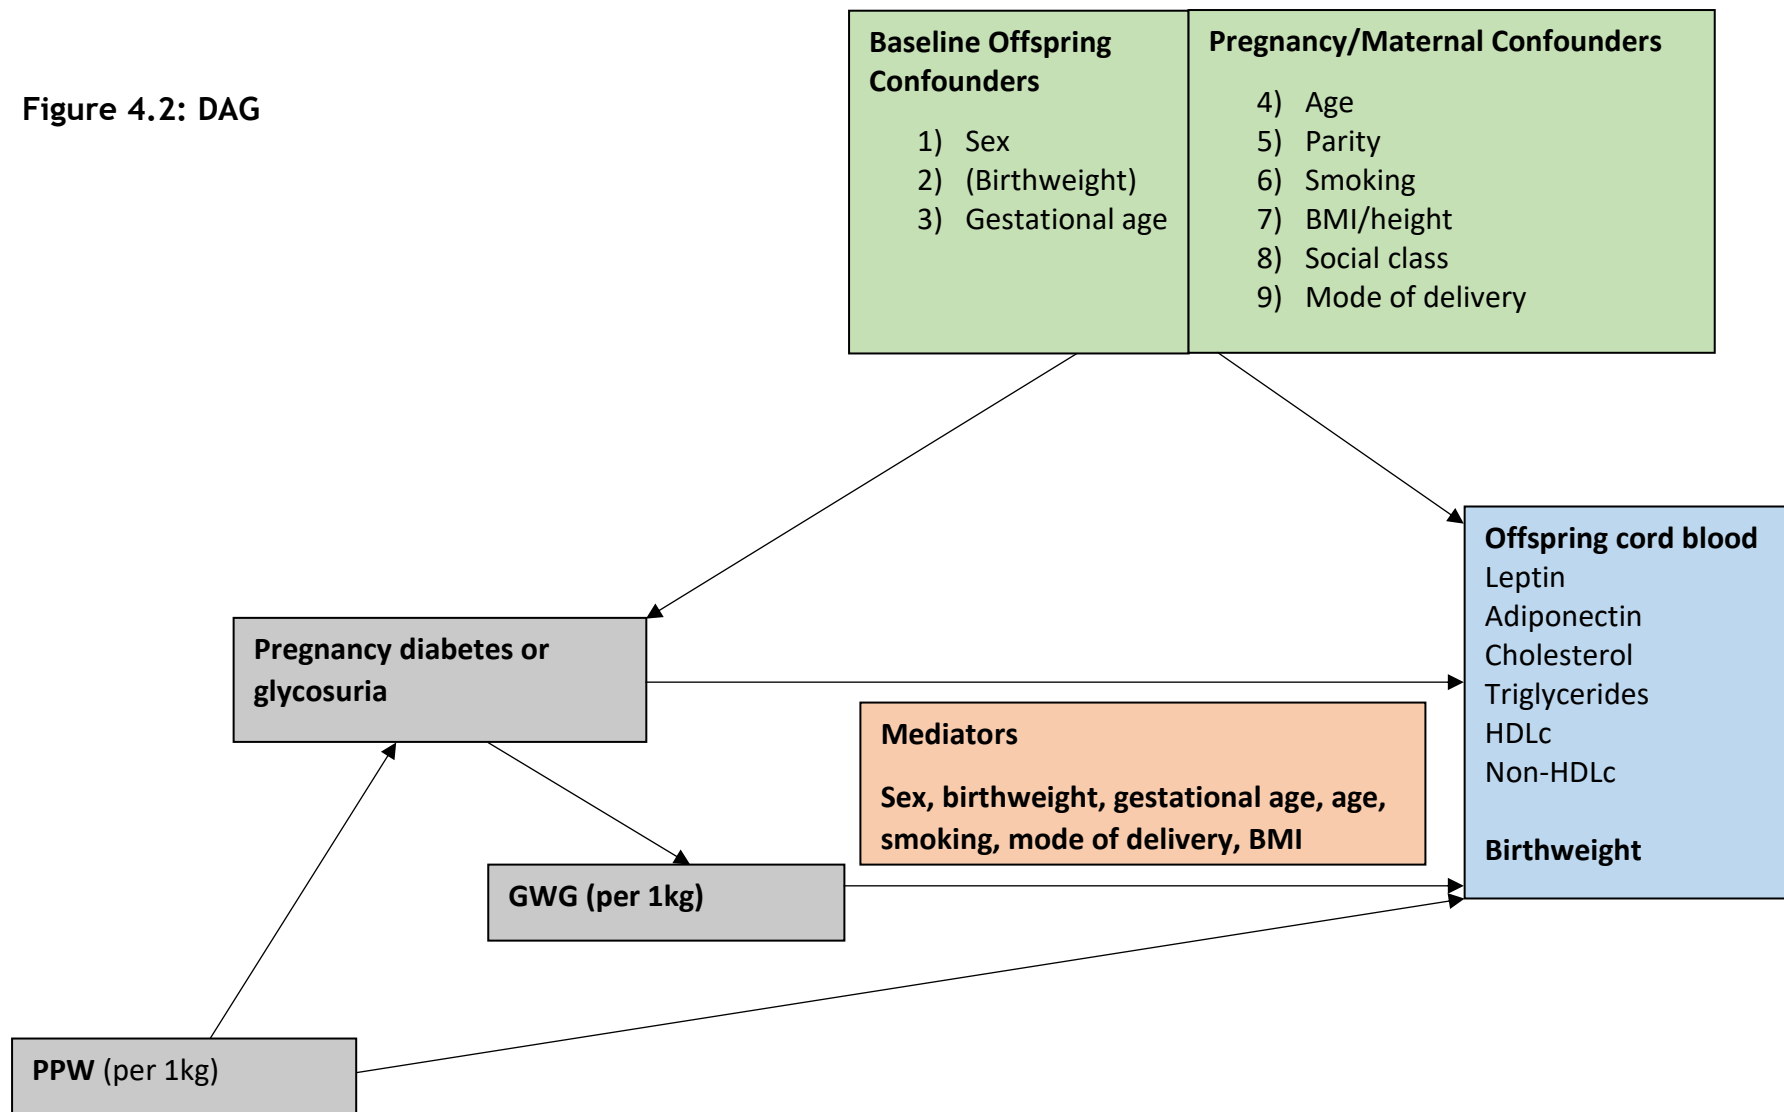 Figure 4.2: DAG
Baseline Offspring
Confounders
1) Sex
2) (Birthweight)
3) Gestational age
Pregnancy/Maternal Confounders
4) Age
5) Parity
6) Smoking
7) BMI/height
8) Social class
9) Mode of delivery
Offspring cord blood
Leptin
Adiponectin
Cholesterol
Triglycerides
HDLc
Non-HDLc
Birthweight
Pregnancy diabetes or
glycosuria
Mediators
Sex, birthweight, gestational age, age,
smoking, mode of delivery, BMI
GWG (per 1kg)
PPW (per 1kg)